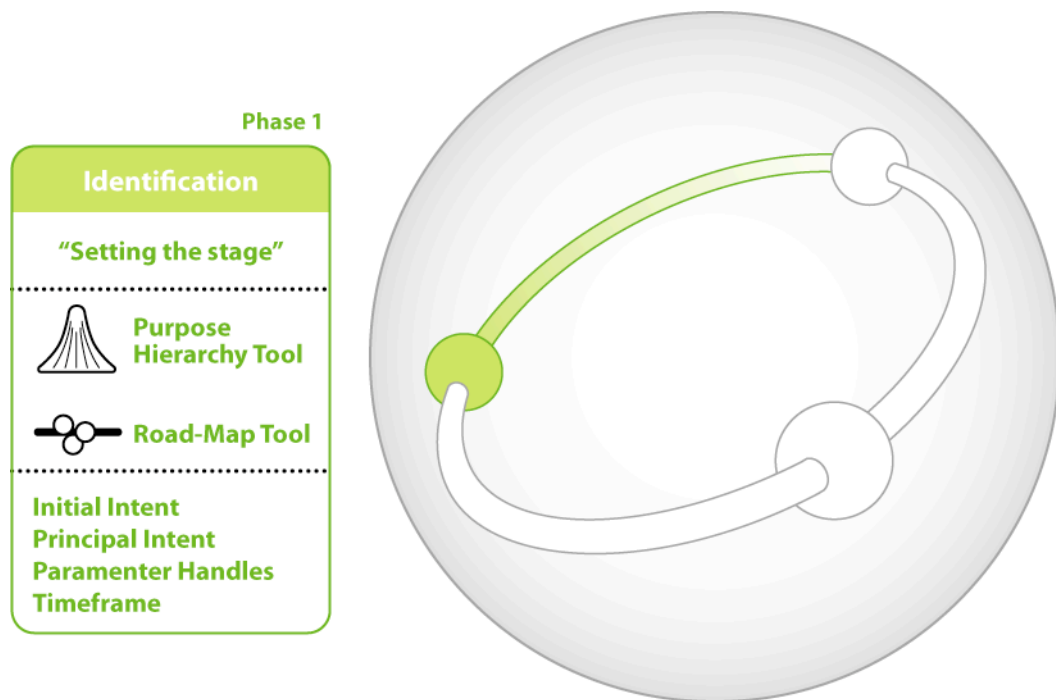 Phase 1
Identification
“Setting the stage”
Purpose
Hierarchy Tool
Road-Map Tool
Initial Intent
Principal Intent
Paramenter Handles
Timeframe